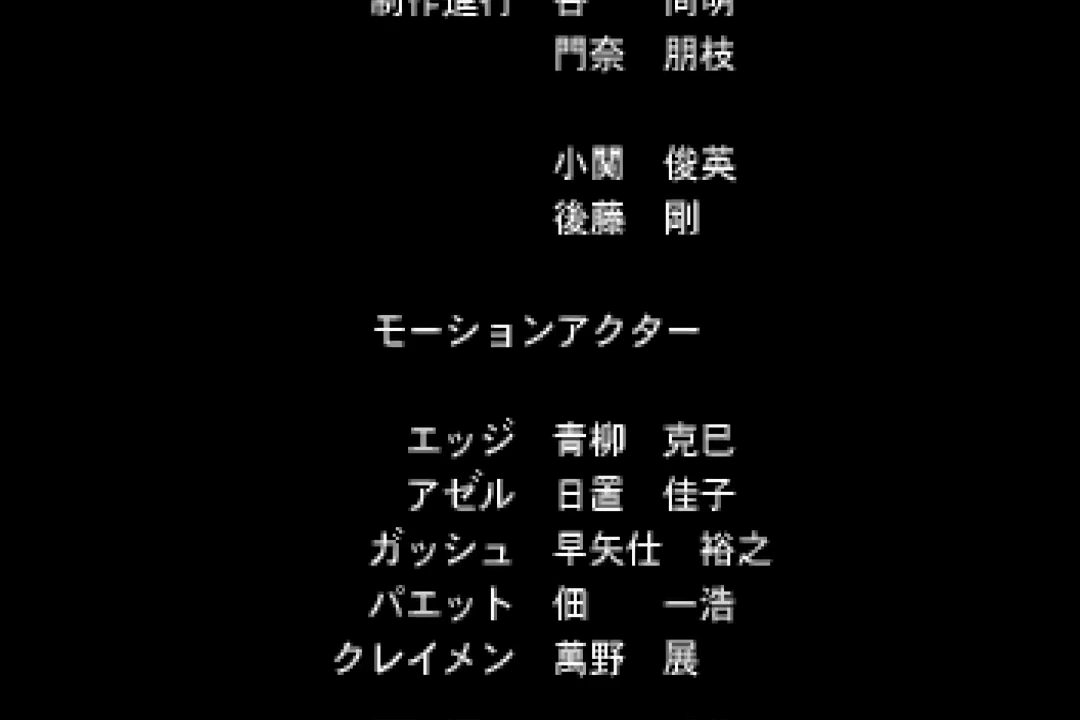 門奈　朋枝
小関　俊英
後藤　剛
モーションアクター
エッジ　青柳　克巳
アゼル　日置　佳子
ガッシュ　早矢仕　裕之
パエット　佃　　一浩
クレイメン　萬野　展